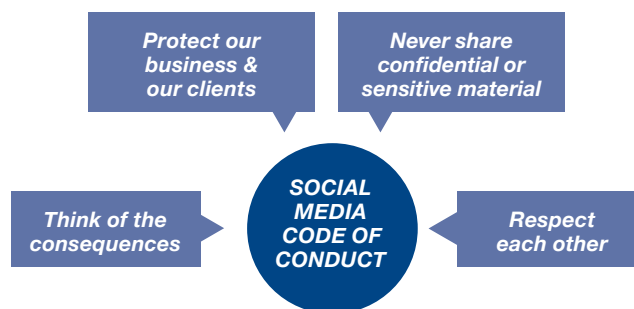 Protect our
business &
our clients
Never share
confidential or
sensitive material
Think of the
consequences
SOCIAL
MEDIA
CODE OF
CONDUCT
Respect
each other